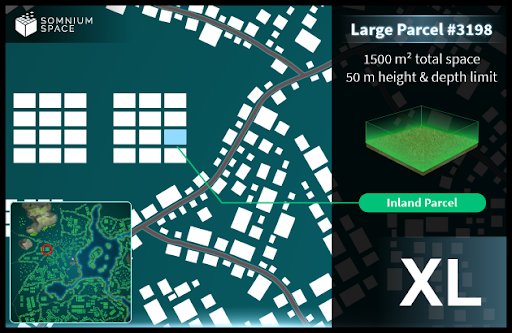 SOMNIUM
SPACE
Large Parcel #3198
1500 m² total space
50 m height & depth limit
Inland Parcel
XL